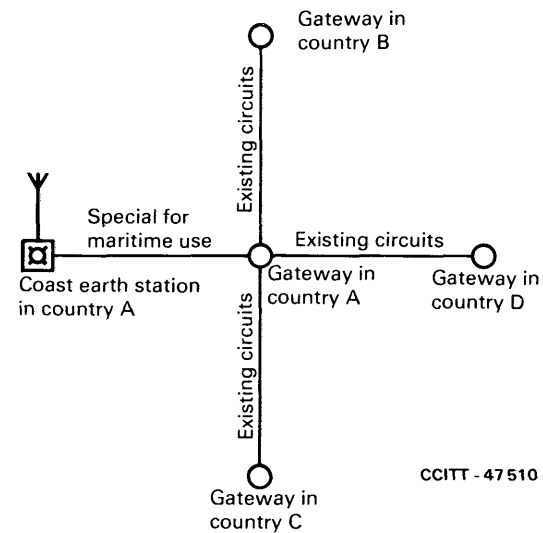 Gateway in
country B
Existing circuits
Special for
maritime use
Existing circuits
Coast earth station
in country A
Gateway in
country A
Gateway in
country D
Existing circuits
CCITT - 47510
Gateway in
country C